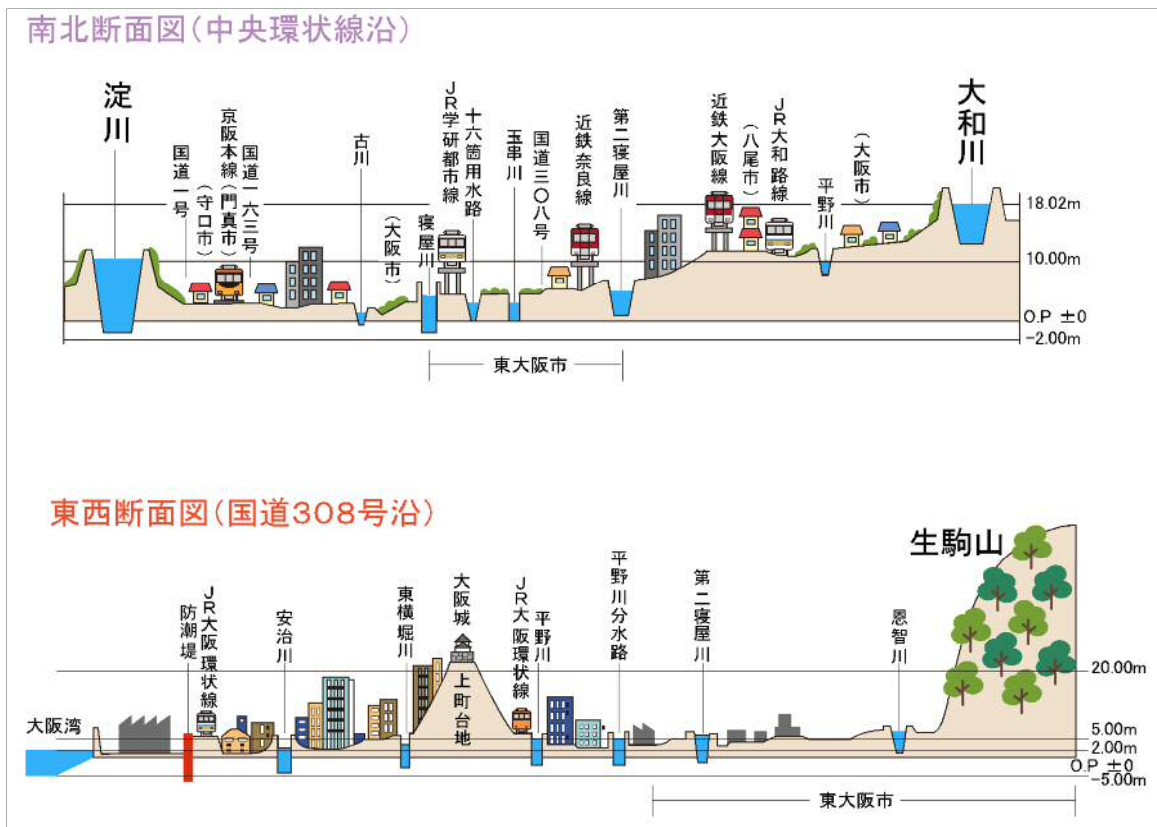 南北断面図(中央環状線沿)
淀川
国道一号
(守口市)
京阪本線(門真市)
国道一六三号
古川
(大阪市)
寝屋川
JR学研都市線
十六箇用水路
玉串川
国道三〇八号
近鉄奈良線
第二寝屋川
近鉄大阪線
(八尾市)
JR大和路線
平野川
(大阪市)
大和川
18.02m
10.00m
O.P ±0
-2.00m
東大阪市
東西断面図(国道308号沿)
大阪湾
防潮堤
JR大阪環状線
安治川
東横堀川
大阪城
上町台地
JR大阪環状線
平野川
平野川分水路
第二寝屋川
恩智川
生駒山
20.00m
5.00m
2.00m
O.P ±0
-5.00m
東大阪市